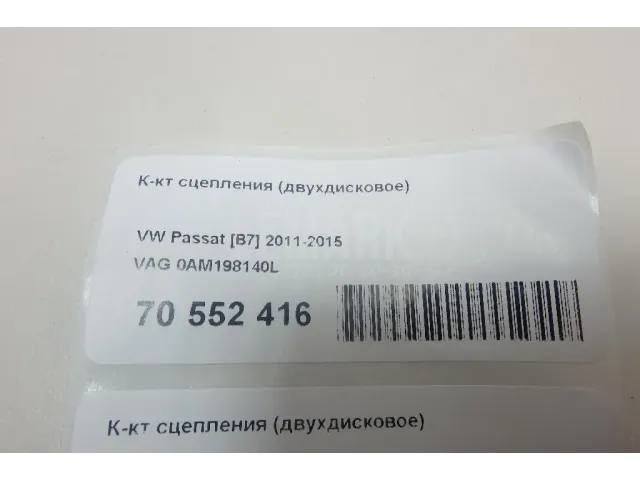 К-кт сцепления (двухдисковое)
VW Passat [B7] 2011-2015
VAG 0AM198140L
70 552 416
К-кт сцепления (двухдисковое)